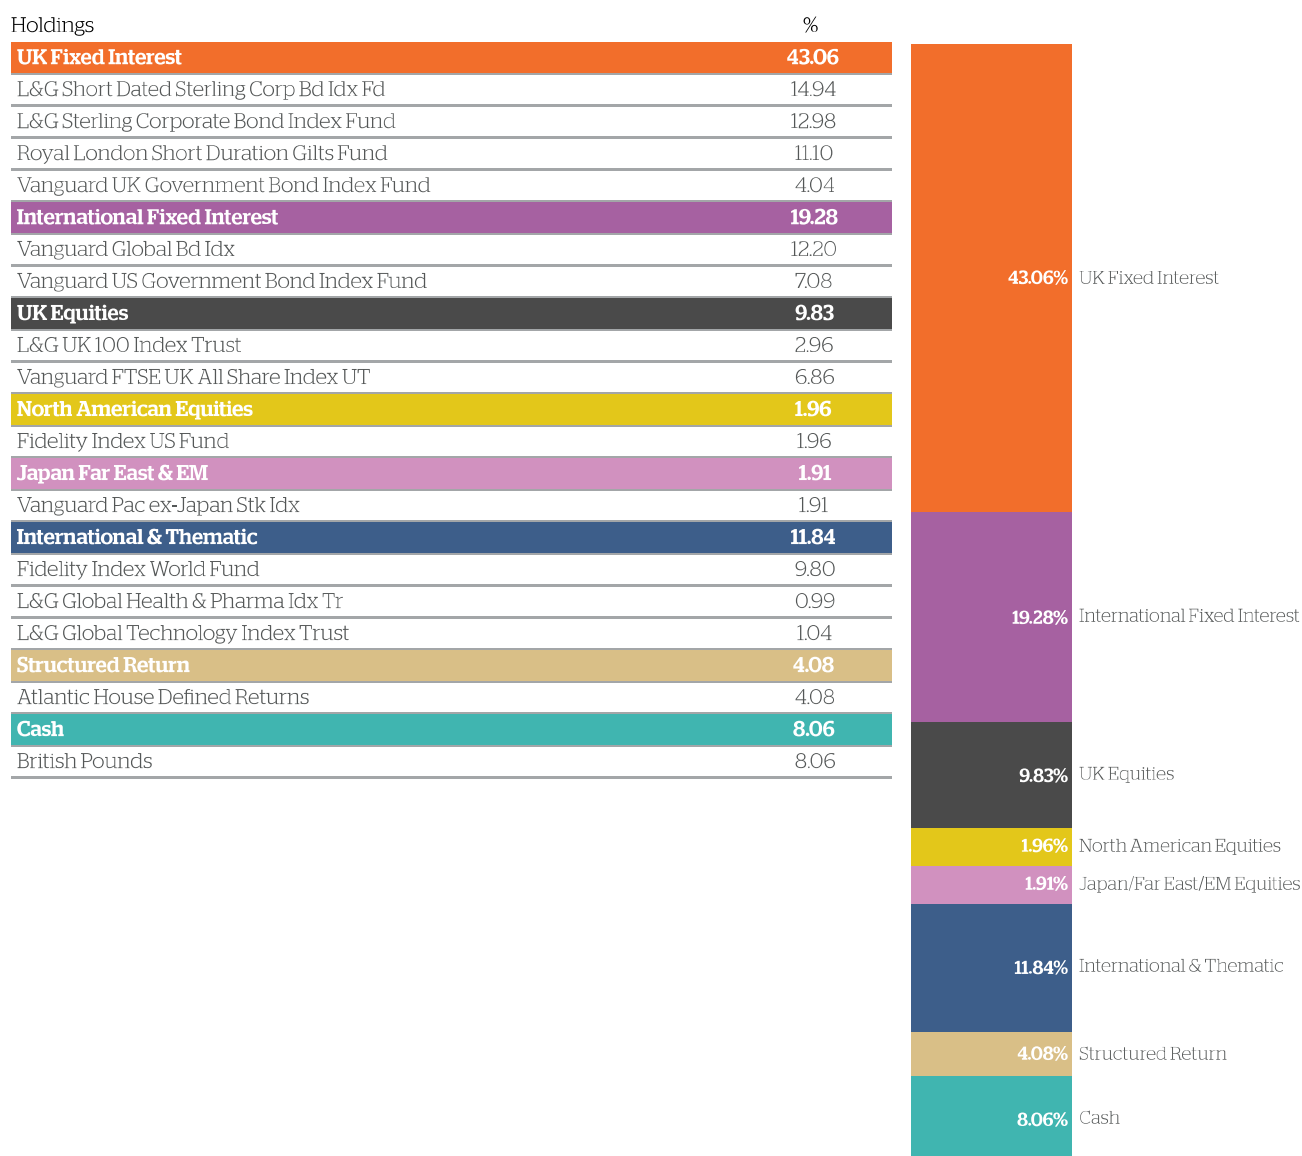 Holdings %
UK Fixed Interest 43.06
L&G Short Dated Sterling Corp Bd Idx Fd 14.94
L&G Sterling Corporate Bond Index Fund 12.98
Royal London Short Duration Gilts Fund 11.10
Vanguard UK Government Bond Index Fund 4.04
International Fixed Interest 19.28
Vanguard Global Bd Idx 12.20
Vanguard US Government Bond Index Fund 7.08
UK Equities 9.83
L&G UK 100 Index Trust 2.96
Vanguard FTSE UK All Share Index UT 6.86
North American Equities 1.96
Fidelity Index US Fund 1.96
Japan Far East & EM 1.91
Vanguard Pac ex-Japan Stk Idx 1.91
International & Thematic 11.84
Fidelity Index World Fund 9.80
L&G Global Health & Pharma Idx Tr 0.99
L&G Global Technology Index Trust 1.04
Structured Return 4.08
Atlantic House Defined Returns 4.08
Cash 8.06
British Pounds 8.06
43.06% UK Fixed Interest
19.28% International Fixed Interest
9.83% UK Equities
1.96% North American Equities
1.91% Japan/Far East/EM Equities
11.84% International & Thematic
4.08% Structured Return
8.06% Cash